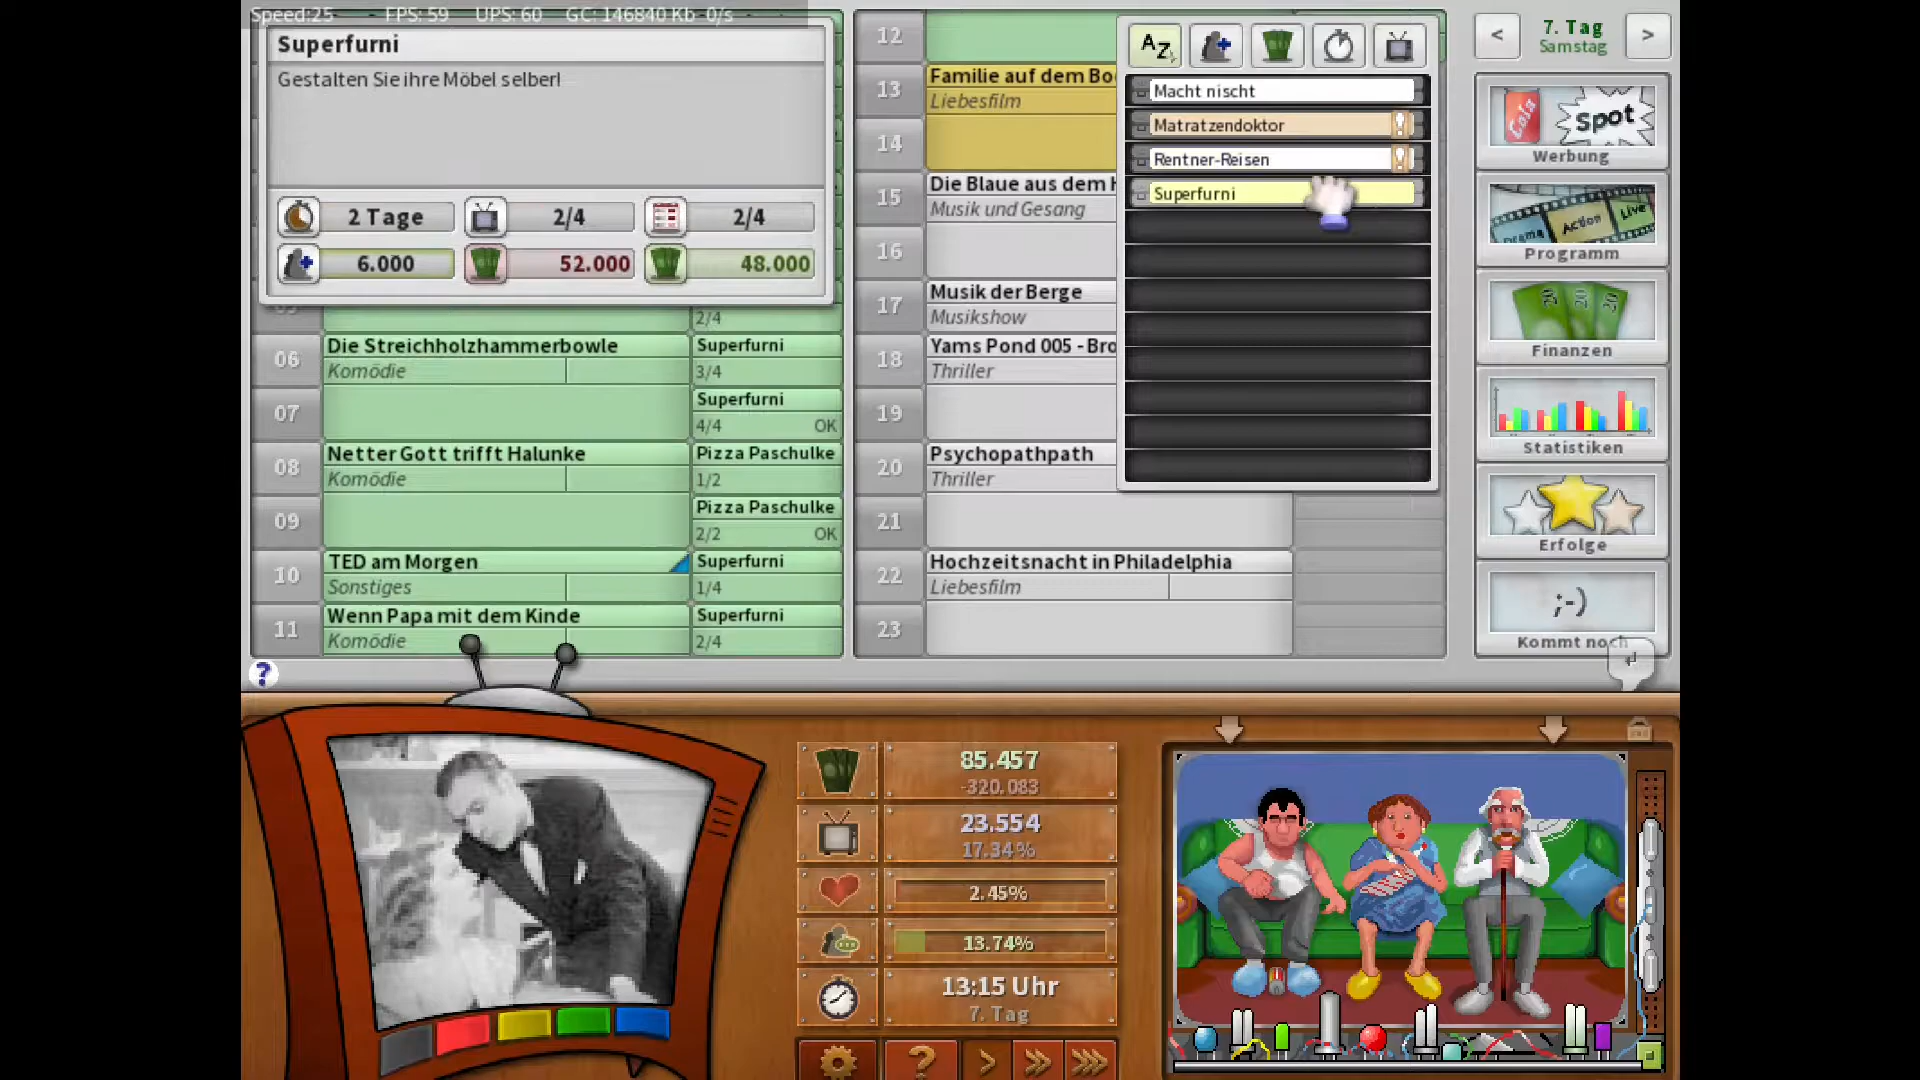 Speed:25 FPS: 59 UPS: 60 GC: 146840 Kb -0/s
Superfurni
Gestalten Sie ihre Möbel selber!
2 Tage
2/4
2/4
6.000
52.000
48.000
2/4
06
Die Streichholzhammerbowle
Komödie
Superfurni
3/4
07
Superfurni
4/4 OK
08
Netter Gott trifft Halunke
Komödie
Pizza Paschulke
1/2
09
Pizza Paschulke
2/2 OK
10
TED am Morgen
Sonstiges
Superfurni
1/4
11
Wenn Papa mit dem Kinde
Komödie
Superfurni
2/4
12
13
Familie auf dem Bo
Liebesfilm
14
15
Die Blaue aus dem
Musik und Gesang
16
17
Musik der Berge
Musikshow
18
Yams Pond 005 - Bro
Thriller
19
20
Psychopathpath
Thriller
21
22
Hochzeitsnacht in Philadelphia
Liebesfilm
23
AZ
Macht nischt
Matratzendoktor
Rentner-Reisen
Superfurni
<
7. Tag
Samstag
>
Cola
Spot
Werbung
Drama
Action
Live
Programm
20 20 20
Finanzen
Statistiken
Erfolge
;-)
Kommt noch
?
85.457
-320.083
23.554
17.34%
2.45%
13.74%
13:15 Uhr
7. Tag
?